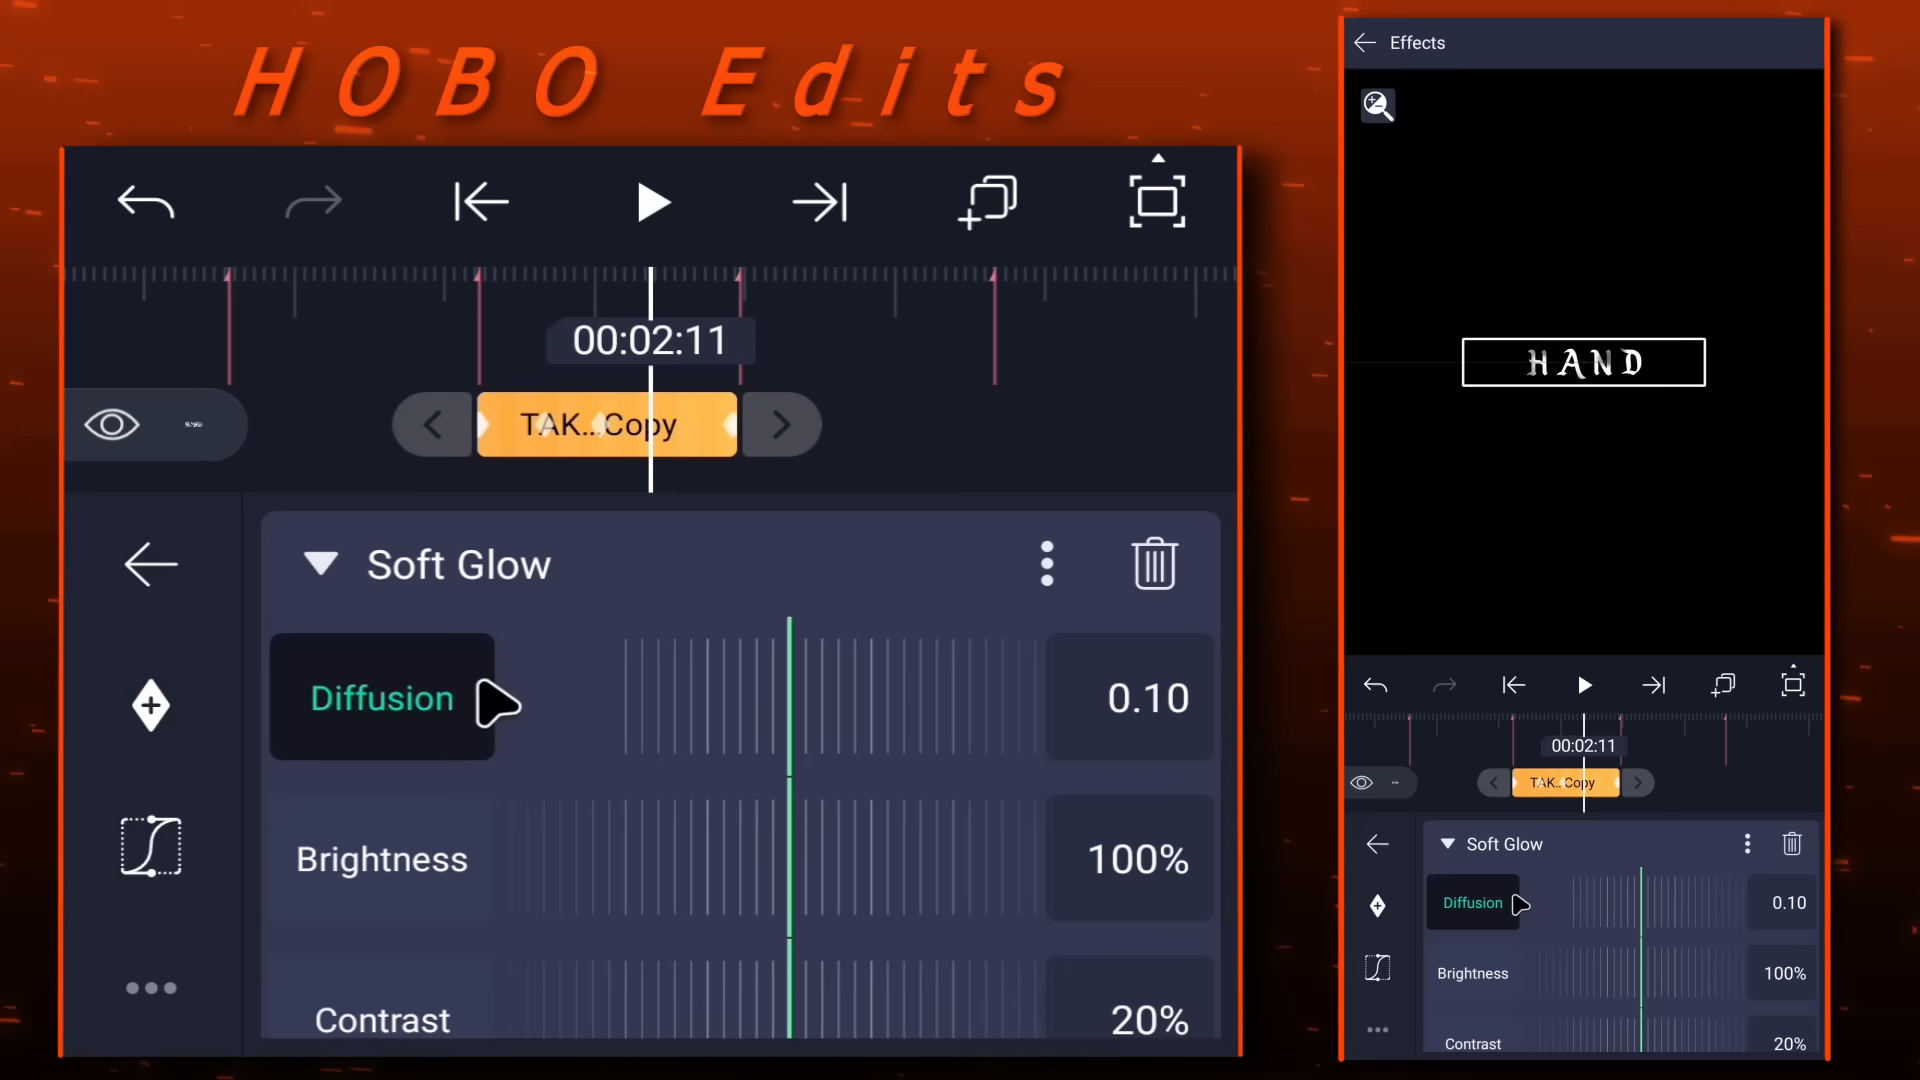 HOBO Edits
00:02:11
TAK...Copy
Soft Glow
Diffusion
0.10
Brightness
100%
Contrast
20%
Effects
HAND
00:02:11
TAK...Copy
Soft Glow
Diffusion
0.10
Brightness
100%
Contrast
20%